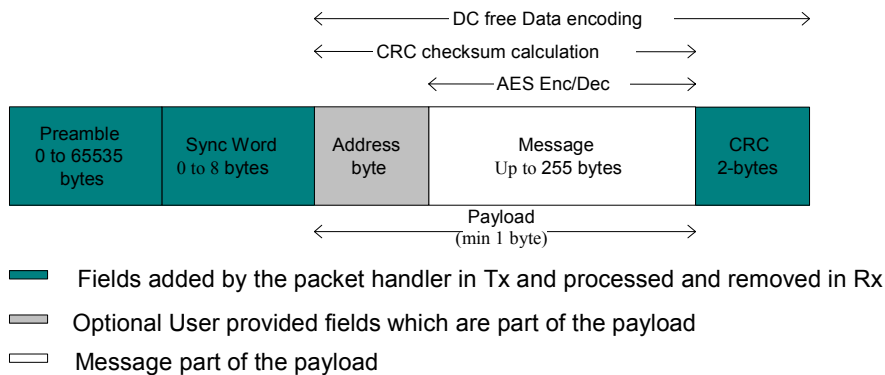 DC free Data encoding
CRC checksum calculation
AES Enc/Dec
Preamble
0 to 65535
bytes
Sync Word
0 to 8 bytes
Address
byte
Message
Up to 255 bytes
CRC
2-bytes
Payload
(min 1 byte)
Fields added by the packet handler in Tx and processed and removed in Rx
Optional User provided fields which are part of the payload
Message part of the payload